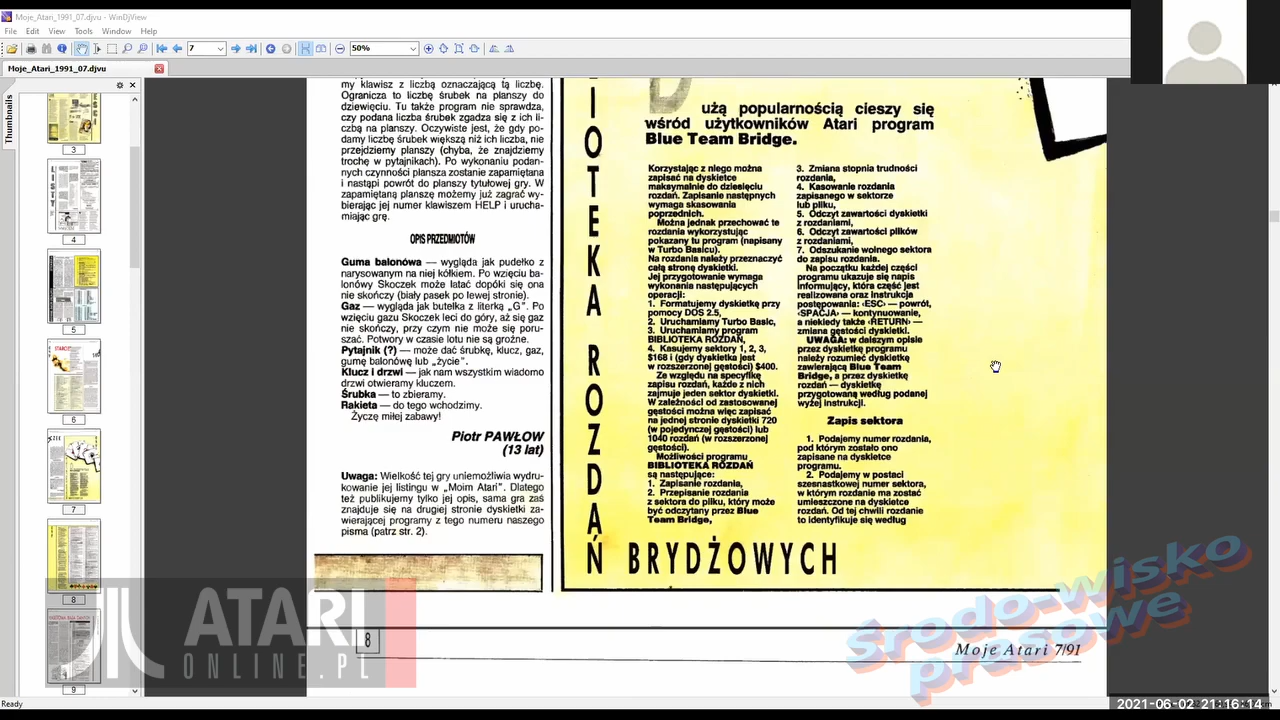 Moje_Atari_1991_07.djvu - WinDjView
File Edit View Tools Window Help
7
50%
Moje_Atari_1991_07.djvu
Thumbnails
3
4
5
6
7
8
9
my klawisz z liczbą oznaczającą tą liczbę.
Ogranicza to liczbę śrubek na planszy do
dziewięciu. Tu także program nie sprawdza,
czy podana liczba śrubek zgadza się z ich li-
czbą na planszy. Oczywiste jest, że gdy po-
damy liczbę śrubek większą niż ich liczba, nie
przejdziemy planszy (chyba, że znajdziemy
trochę w pytajnikach). Po wykonaniu podan-
nych czynności plansza zostanie zapamiętana
i nastąpi powrót do planszy tytułowej gry. W
zapamiętaną planszę możemy już zagrać wy-
bierając jej numer klawiszem HELP i urucha-
miając grę.
OPIS PRZEDMIOTÓW
Guma balonówa — wygląda jak pudełko z
narysowanym na niej kółkiem. Po wzięciu ba-
lonówy Skoczek może latać dopóki się ona
nie skończy (biały pasek po lewej stronie).
Gaz — wygląda jak butelka z literką „G". Po
wzięciu gazu Skoczek leci do góry, aż się gaz
nie skończy, przy czym nie może się poru-
szać. Potwory w czasie lotu nie są groźne.
Pytajnik (?) — może dać śrubkę, klucz, gaz,
gumę balonówę lub „życie".
Klucz i drzwi — jak nam wszystkim wiadomo
drzwi otwieramy kluczem.
Śrubka — to zbieramy.
Rakieta — do tego wchodzimy.
Życzę miłej zabawy!
Piotr PAWŁOW
(13 lat)
Uwaga: Wielkość tej gry uniemożliwia wydru-
kowanie jej listingu w „Moim Atari". Dlatego
też publikujemy tylko jej opis, sama gra zaś
znajduje się na drugiej stronie dyskietki za-
wierającej programy z tego numeru naszego
pisma (patrz str. 2).
IOTEKA ROZDAŃ
BRYDŻOWYCH
Dużą popularnością cieszy się
wśród użytkowników Atari program
Blue Team Bridge.
Korzystając z niego można
zapisać na dyskietce
maksymalnie do dziesięciu
rozdań. Zapisanie następnych
wymaga skasowania
poprzednich.
Można jednak przechować te
rozdania wykorzystując
pokazany tu program (napisany
w Turbo Basicu).
Na rozdania należy przeznaczyć
całą stronę dyskietki.
Jej przygotowanie wymaga
wykonania następujących
operacji:
1. Formatujemy dyskietkę przy
pomocy DOS 2.5,
2. Uruchamiamy Turbo Basic,
3. Uruchamiamy program
BIBLIOTEKA ROZDAŃ,
4. Kasujemy sektory 1, 2, 3,
$168 i (gdy dyskietka jest
w rozszerzonej gęstości) $400.
Ze względu na specyfikę
zapisu rozdań, każde z nich
zajmuje jeden sektor dyskietki.
W zależności od zastosowanej
gęstości można więc zapisać
na jednej stronie dyskietki 720
(w pojedynczej gęstości) lub
1040 rozdań (w rozszerzonej
gęstości).
Możliwości programu
BIBLIOTEKA ROZDAŃ
są następujące:
1. Zapisanie rozdania,
2. Przepisanie rozdania
z sektora do pliku, który może
być odczytany przez Blue
Team Bridge,
3. Zmiana stopnia trudności
rozdania,
4. Kasowanie rozdania
zapisanego w sektorze
lub pliku,
5. Odczyt zawartości dyskietki
z rozdaniami,
6. Odczyt zawartości plików
z rozdaniami,
7. Odszukanie wolnego sektora
do zapisu rozdania.
Na początku każdej części
programu ukazuje się napis
informujący, która część jest
realizowana oraz instrukcja
postępowania: ‹ESC› — powrót,
‹SPACJA› — kontynuowanie,
a niekiedy także ‹RETURN› —
zmiana gęstości dyskietki.
UWAGA: w dalszym opisie
przez dyskietkę programu
należy rozumieć dyskietką
zawierającą Blue Team
Bridge, a przez dyskietkę
rozdań — dyskietkę
przygotowaną według podanej
wyżej instrukcji.
Zapis sektora
1. Podajemy numer rozdania,
pod którym zostało ono
zapisane na dyskietce
programu.
2. Podajemy w postaci
szesnastkowej numer sektora,
w którym rozdanie ma zostać
umieszczone na dyskietce
rozdań. Od tej chwili rozdanie
to identyfikuje się według
8
Moje Atari 7/91
ATARI
ONLINE.PL
Środo-wisko
prasowe
Ready
2021-06-02 21:16:14